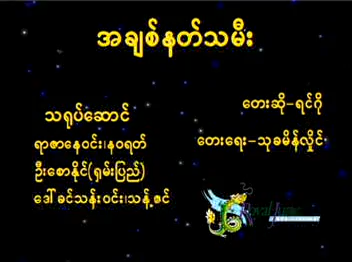 အချစ်နတ်သမီး
သရုပ်ဆောင်
ရာဇာနေဝင်း၊နဝရတ်
ဦးစောနိုင်(ရှမ်းပြည်)
ဒေါ်ခင်သန်းဝင်း၊သန့်ဇင်
တေးဆို-ရင်ဂို
တေးရေး-သုခမိန်လှိုင်